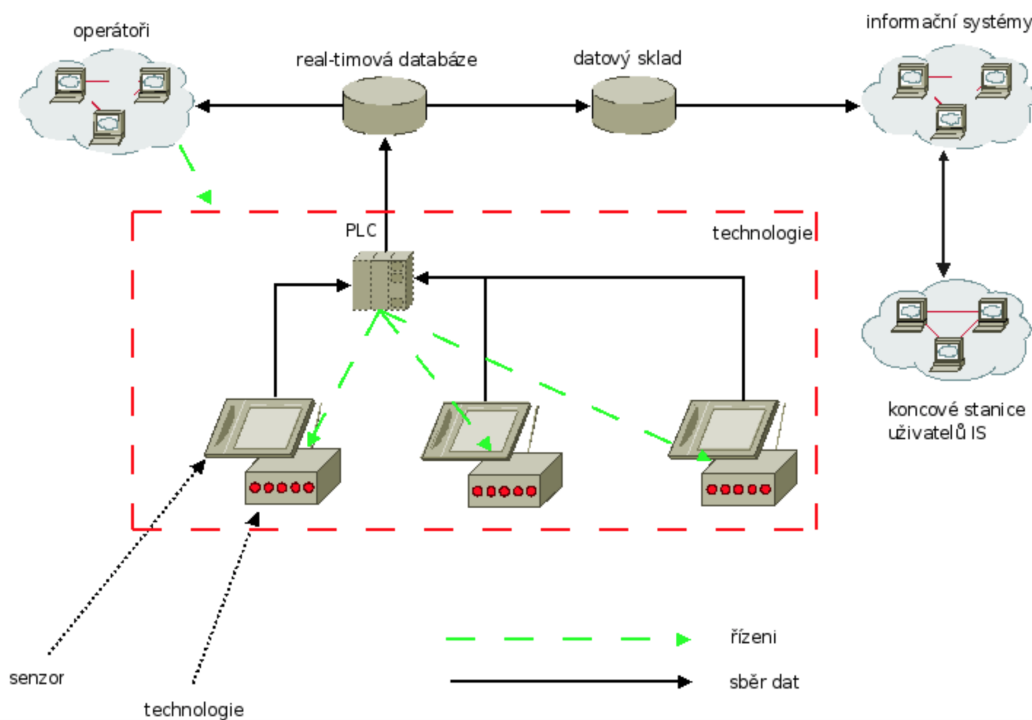 operátoři
informační systémy
real-timová databáze
datový sklad
PLC
technologie
koncové stanice
uživatelů IS
řízeni
senzor
sběr dat
technologie